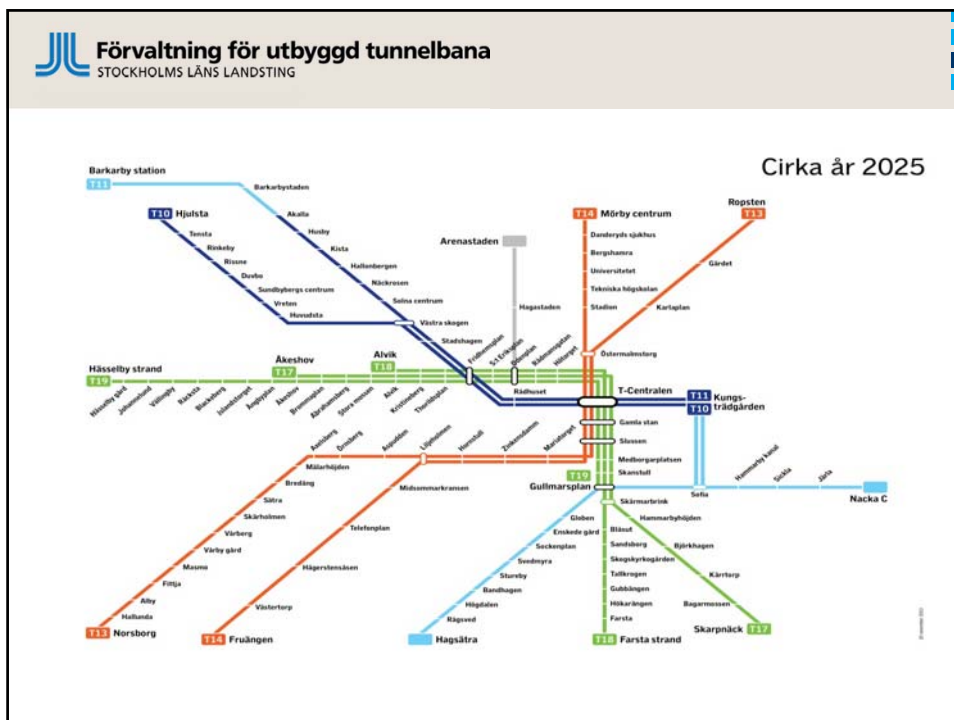 Förvaltning för utbyggd tunnelbana
STOCKHOLMS LÄNS LANDSTING
Cirka år 2025
Barkarby station
T11
Barkarbystaden
T10 Hjulsta
Akalla
Husby
Kista
Hallonbergen
Näckrosen
Solna centrum
Västra skogen
Stadshagen
Tensta
Rinkeby
Rissne
Duvbo
Sundbybergs centrum
Vreten
Huvudsta
Arenastaden
Hagastaden
T14 Mörby centrum
Danderyds sjukhus
Bergshamra
Universitetet
Tekniska högskolan
Stadion
Ropsten
T13
Gärdet
Karlaplan
Östermalmstorg
Hässelby strand
T19
Åkeshov
T17
Alvik
T18
Fridhemsplan
S:t Eriksplan
Odenplan
Rådmansgatan
Hötorget
Hässelby gård
Johannelund
Vällingby
Råcksta
Blackeberg
Islandstorget
Ängbyplan
Åkeshov
Brommaplan
Abrahamsberg
Stora mossen
Alvik
Kristineberg
Thorildsplan
Rådhuset
T-Centralen
T11
T10
Kungs-
trädgården
Gamla stan
Slussen
Medborgarplatsen
Skanstull
T19
Gullmarsplan
Skärmarbrink
Axelsberg
Örnsberg
Aspudden
Liljeholmen
Hornstull
Zinkensdamm
Mariatorget
Mälarhöjden
Bredäng
Sätra
Skärholmen
Vårberg
Vårby gård
Masmo
Fittja
Alby
Hallunda
T13 Norsborg
Midsommarkransen
Telefonplan
Hägerstensåsen
Västertorp
T14 Fruängen
Sofia
Hammarby kanal
Sickla
Järla
Nacka C
Globen
Enskede gård
Sockenplan
Svedmyra
Stureby
Bandhagen
Högdalen
Rågsved
Hagsätra
Blåsut
Sandsborg
Skogskyrkogården
Tallkrogen
Gubbängen
Hökarängen
Farsta
T18 Farsta strand
Hammarbyhöjden
Björkhagen
Kärrtorp
Bagarmossen
Skarpnäck T17